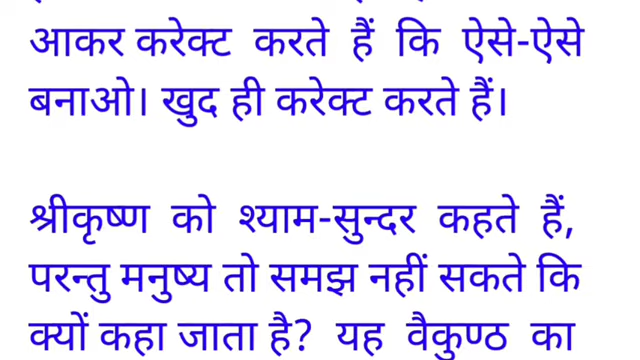 आकर करेक्ट करते हैं कि ऐसे-ऐसे
बनाओ। खुद ही करेक्ट करते हैं।
श्रीकृष्ण को श्याम-सुन्दर कहते हैं,
परन्तु मनुष्य तो समझ नहीं सकते कि
क्यों कहा जाता है? यह वैकुण्ठ का